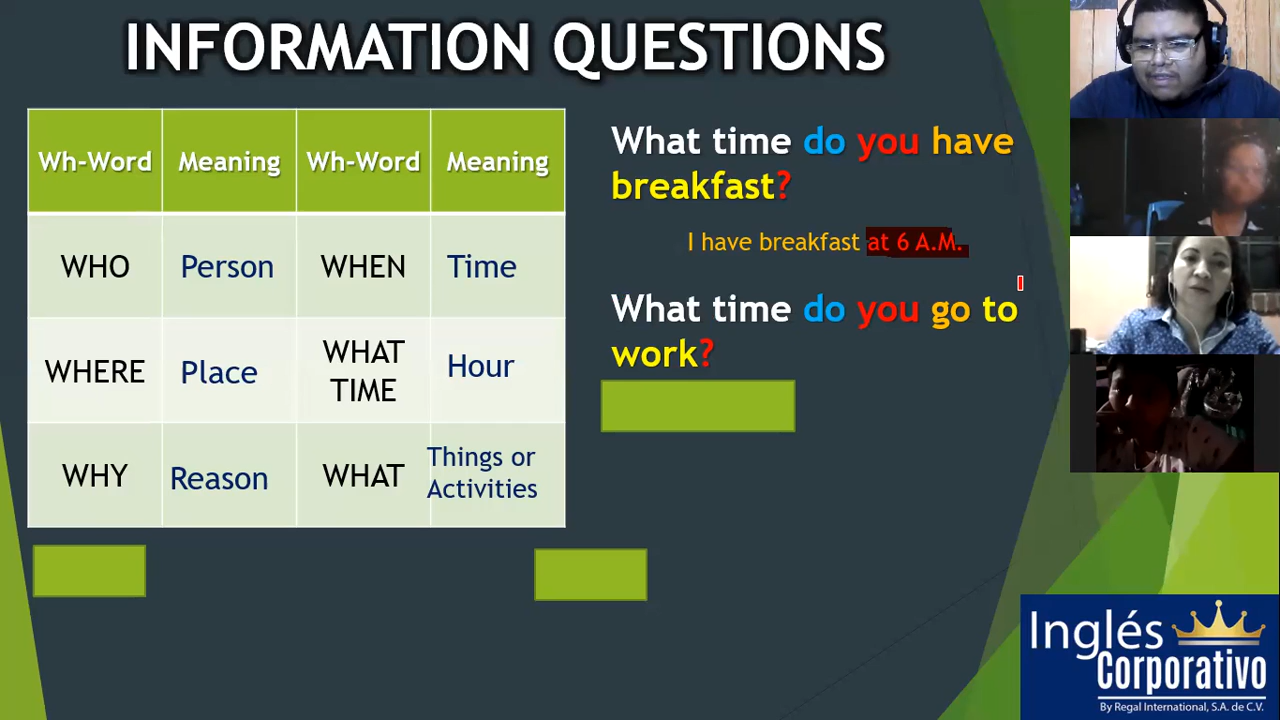 INFORMATION QUESTIONS
Wh-Word Meaning Wh-Word Meaning
WHO Person WHEN Time
WHERE Place WHAT TIME Hour
WHY Reason WHAT Things or Activities
What time do you have
breakfast?
I have breakfast at 6 A.M.
What time do you go to
work?
Inglés
Corporativo
By Regal International, S.A. de C.V.